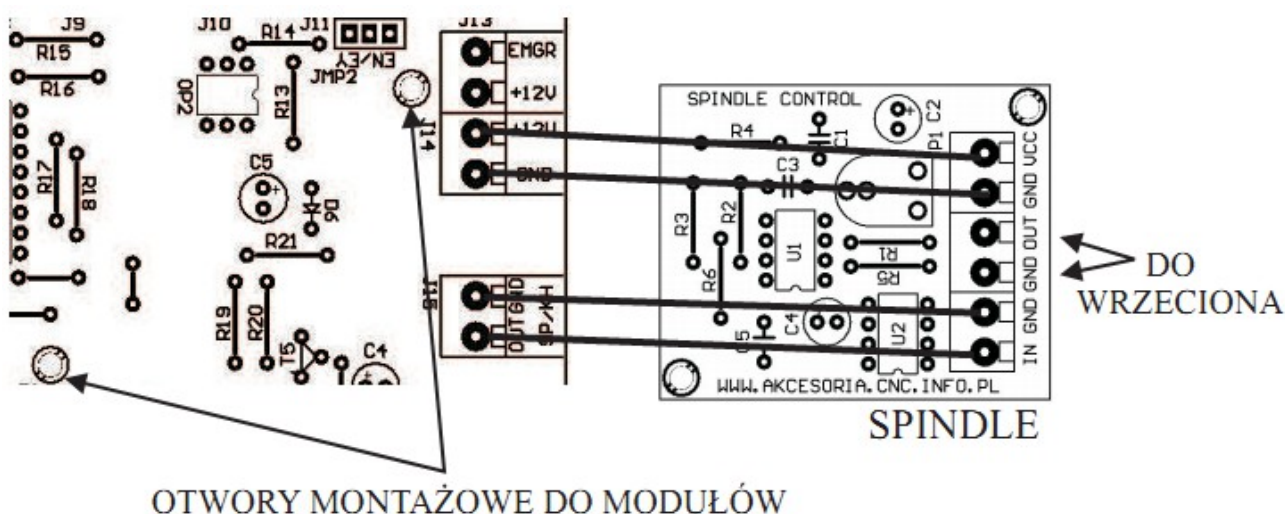 J9
J10
R14
J11
J13
R15
EN/EY
EMGR
R16
OP2
R13
JMP2
+12V
SPINDLE CONTROL
C2
J14
+12V
R4
C1
P1
VCC
R17
R18
C5
GND
C3
GND
D6
R3
R2
U1
OUT
R21
R1
GND
DO
WRZECIONA
R6
R5
J15
GND
SP/KH
C4
U2
GND
R19
R20
OUT
C5
IN
T5
C4
WWW.AKCESORIA.CNC.INFO.PL
SPINDLE
OTWORY MONTAŻOWE DO MODUŁÓW